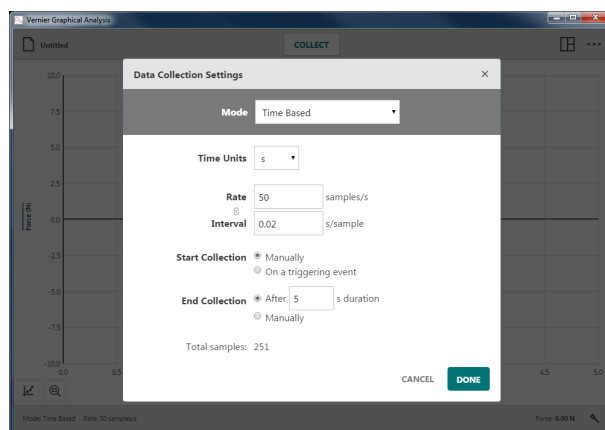 Vernier Graphical Analysis
Untitled
COLLECT
Data Collection Settings
Mode Time Based
Time Units s
Rate 50 samples/s
Interval 0.02 s/sample
Start Collection Manually
On a triggering event
End Collection After 5 s duration
Manually
Total samples: 251
CANCEL DONE
10.0
7.5
5.0
2.5
0.0
-2.5
-5.0
-7.5
-10.0
Force (N)
0.0 0.5 4.5 5.0
Mode: Time Based Rate: 50 samples/s Force: 0.00 N